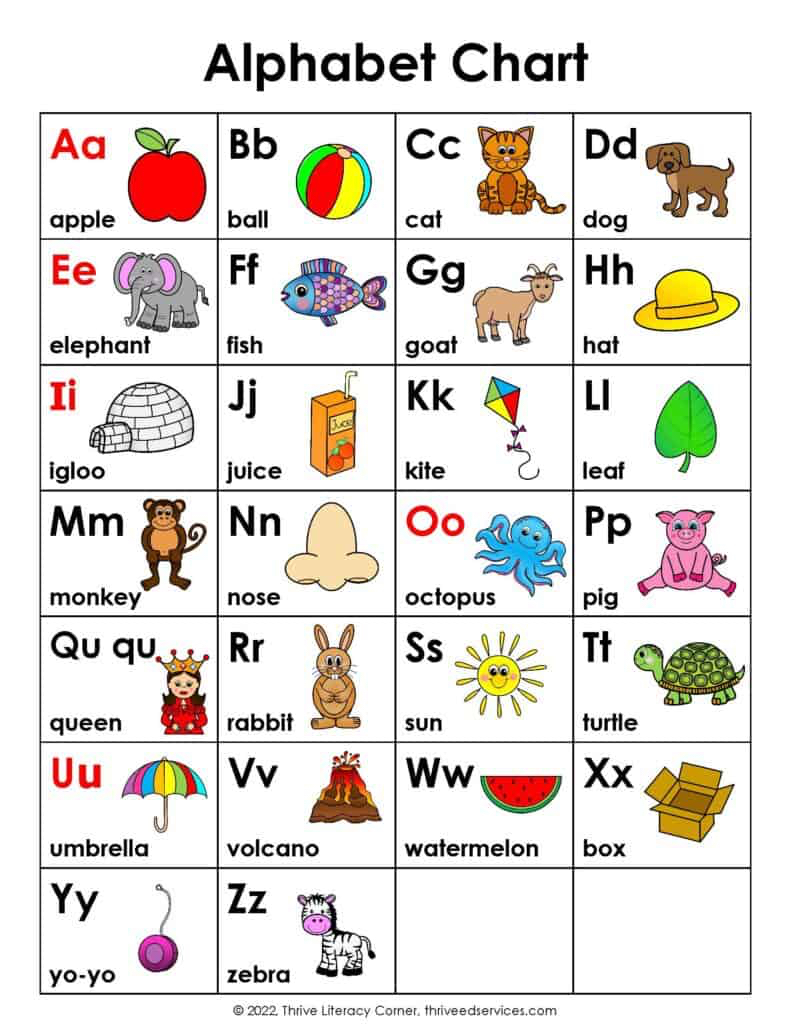 Alphabet Chart
Aa
apple
Bb
ball
Cc
cat
Dd
dog
Ee
elephant
Ff
fish
Gg
goat
Hh
hat
Ii
igloo
Jj
Juice
juice
Kk
kite
Ll
leaf
Mm
monkey
Nn
nose
Oo
octopus
Pp
pig
Qu qu
queen
Rr
rabbit
Ss
sun
Tt
turtle
Uu
umbrella
Vv
volcano
Ww
watermelon
Xx
box
Yy
yo-yo
Zz
zebra
© 2022, Thrive Literacy Corner, thriveedservices.com